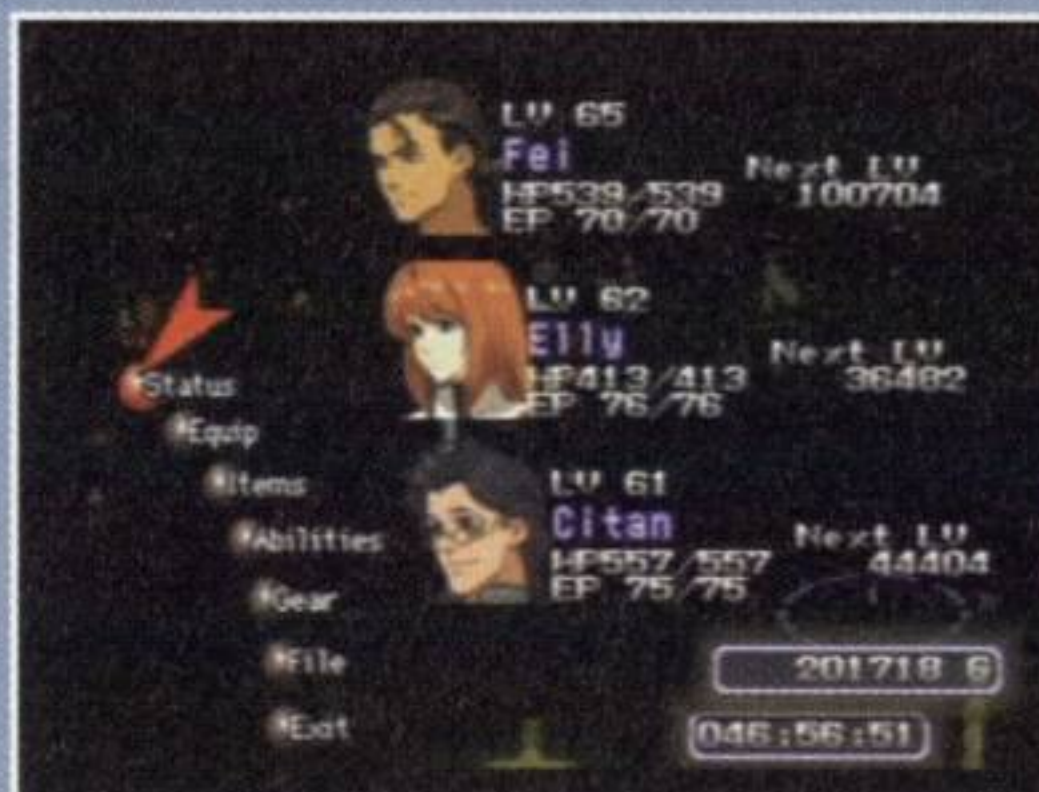 LV 65
Fei
Next LV
HP539/539
100704
EP 70/70
LV 62
Elly
Next LV
HP413/413
36482
EP 76/76
Status
Equip
Items
LV 61
Citan
Abilities
Next LV
HP557/557
44404
EP 75/75
Gear
File
201718 G
Exit
046:56:51